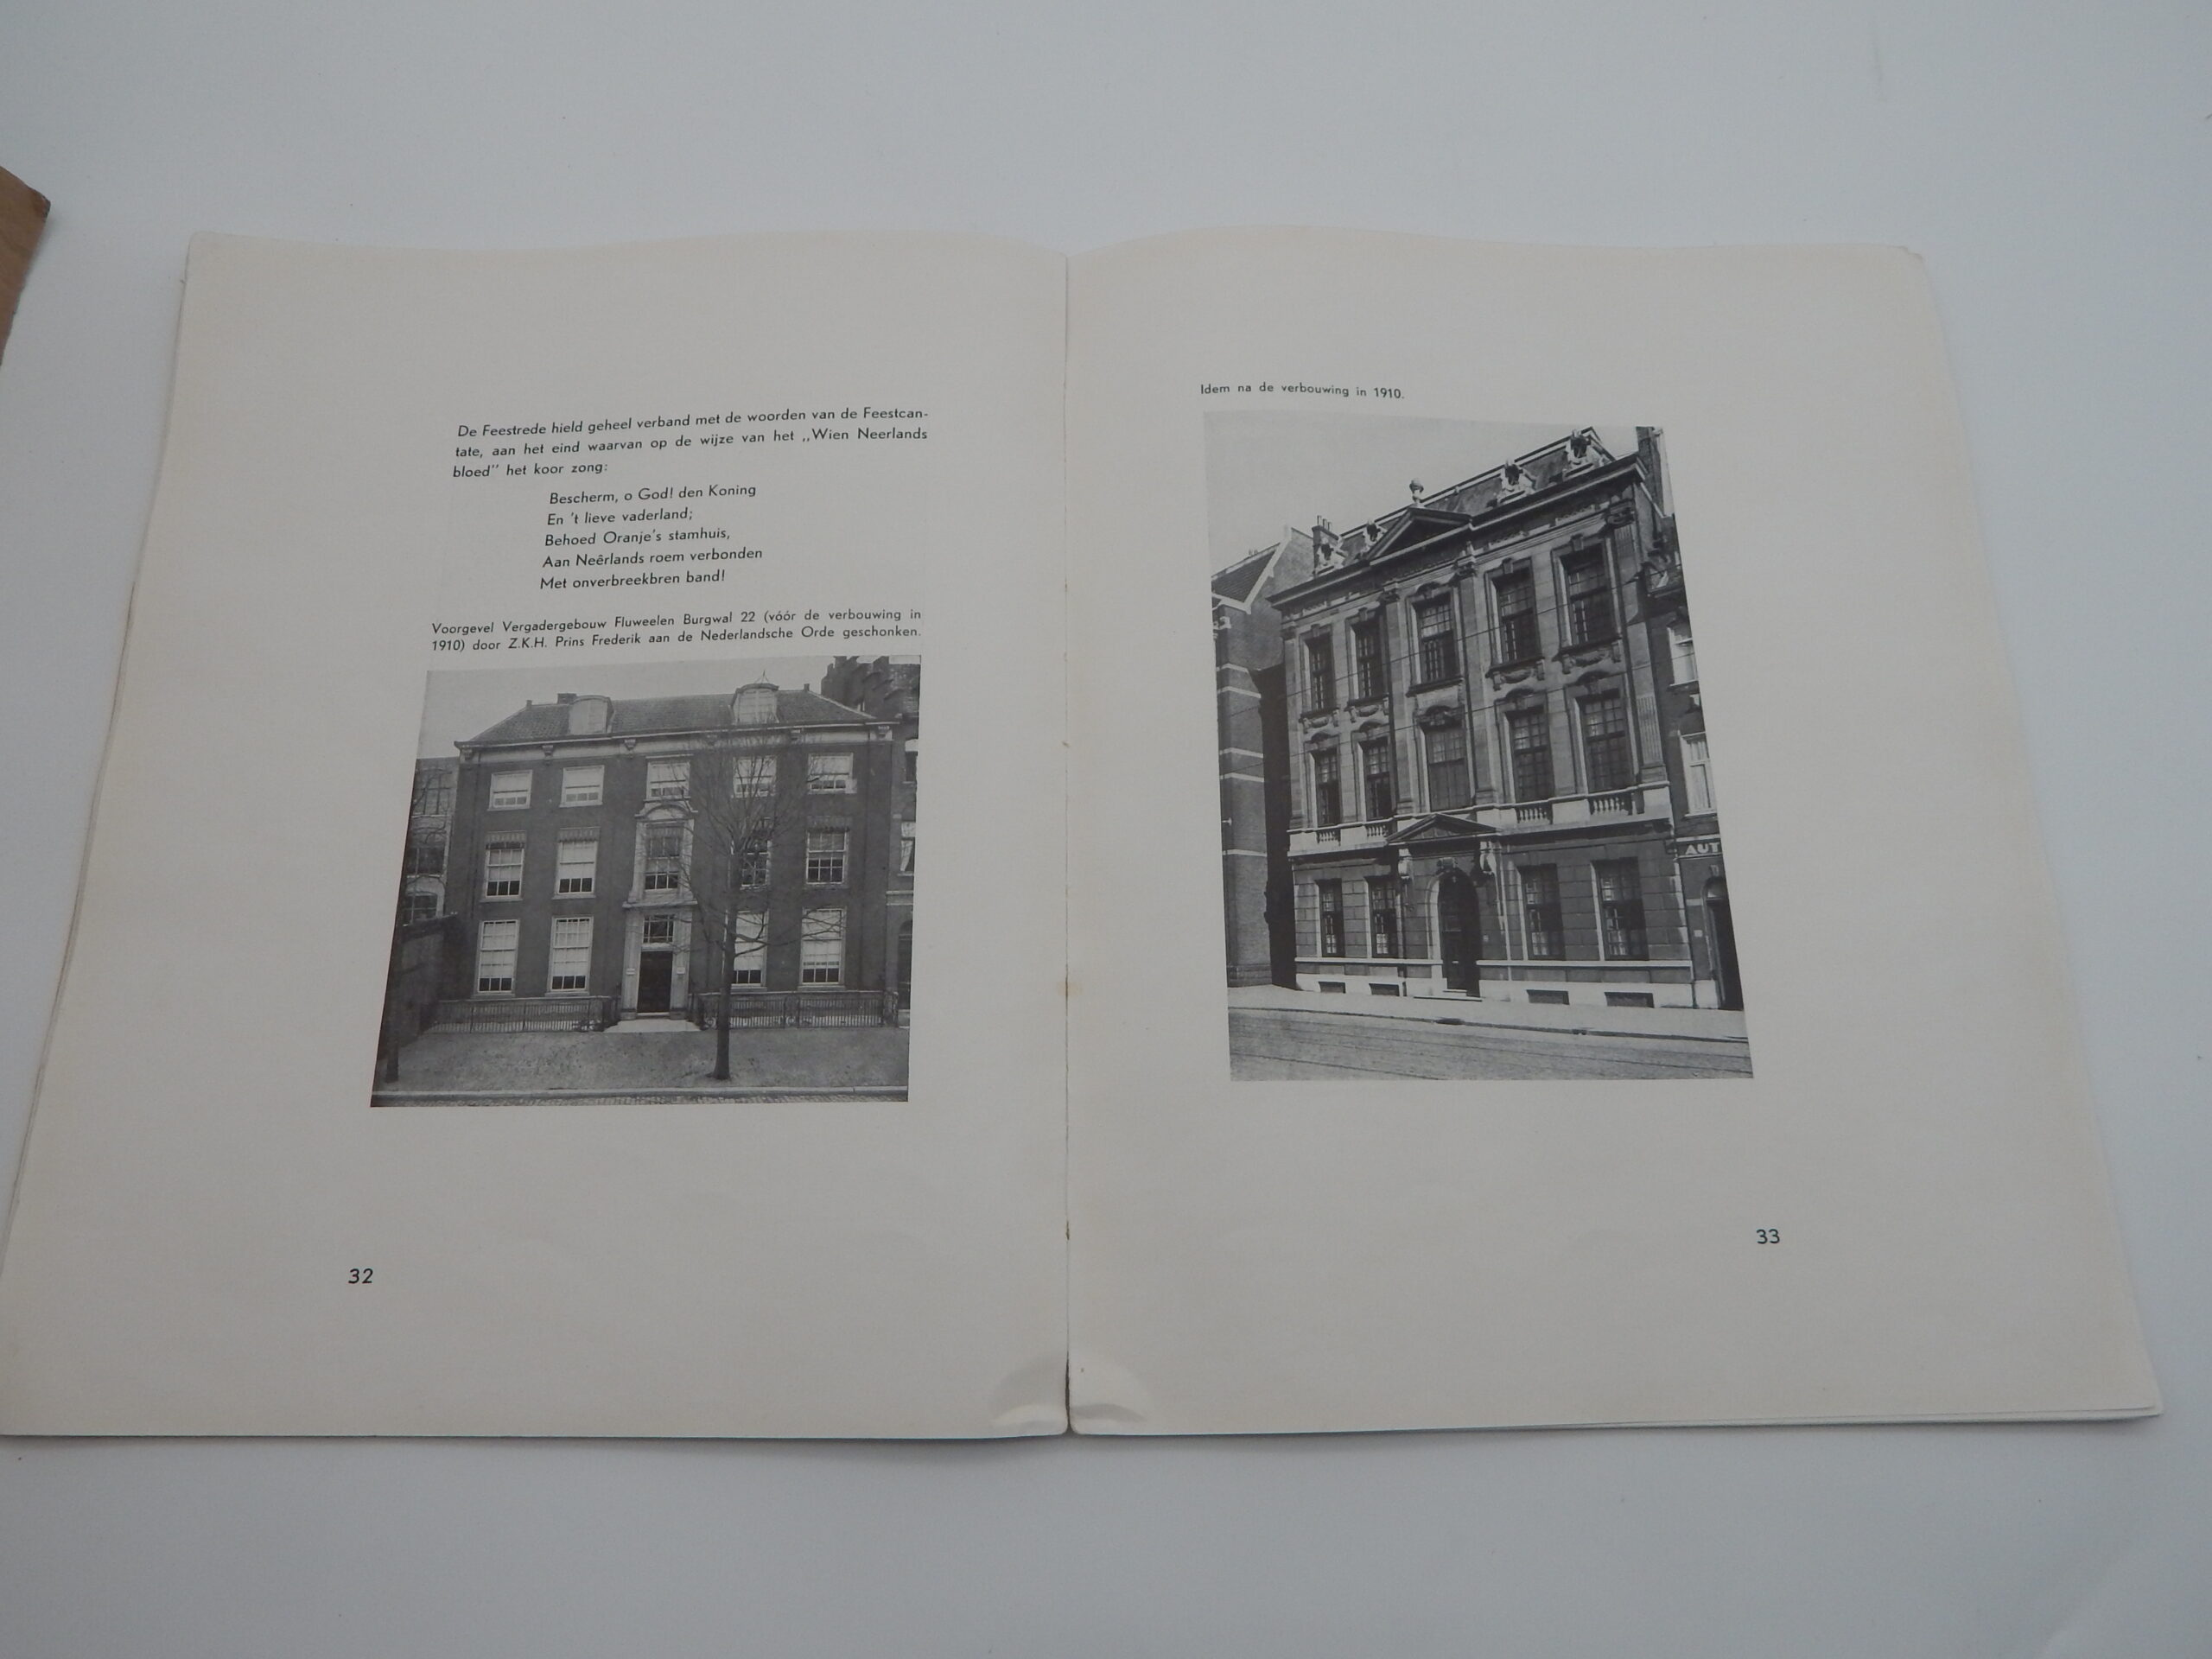 De Feestrede hield geheel verband met de woorden van de Feestcan-
tate, aan het eind waarvan op de wijze van het „Wien Neerlands
bloed” het koor zong:
Bescherm, o God! den Koning
En 't lieve vaderland;
Behoed Oranje's stamhuis,
Aan Neêrlands roem verbonden
Met onverbreekbren band!
Voorgevel Vergadergebouw Fluweelen Burgwal 22 (vóór de verbouwing in
1910) door Z.K.H. Prins Frederik aan de Nederlandsche Orde geschonken.
32
Idem na de verbouwing in 1910.
AUT
33